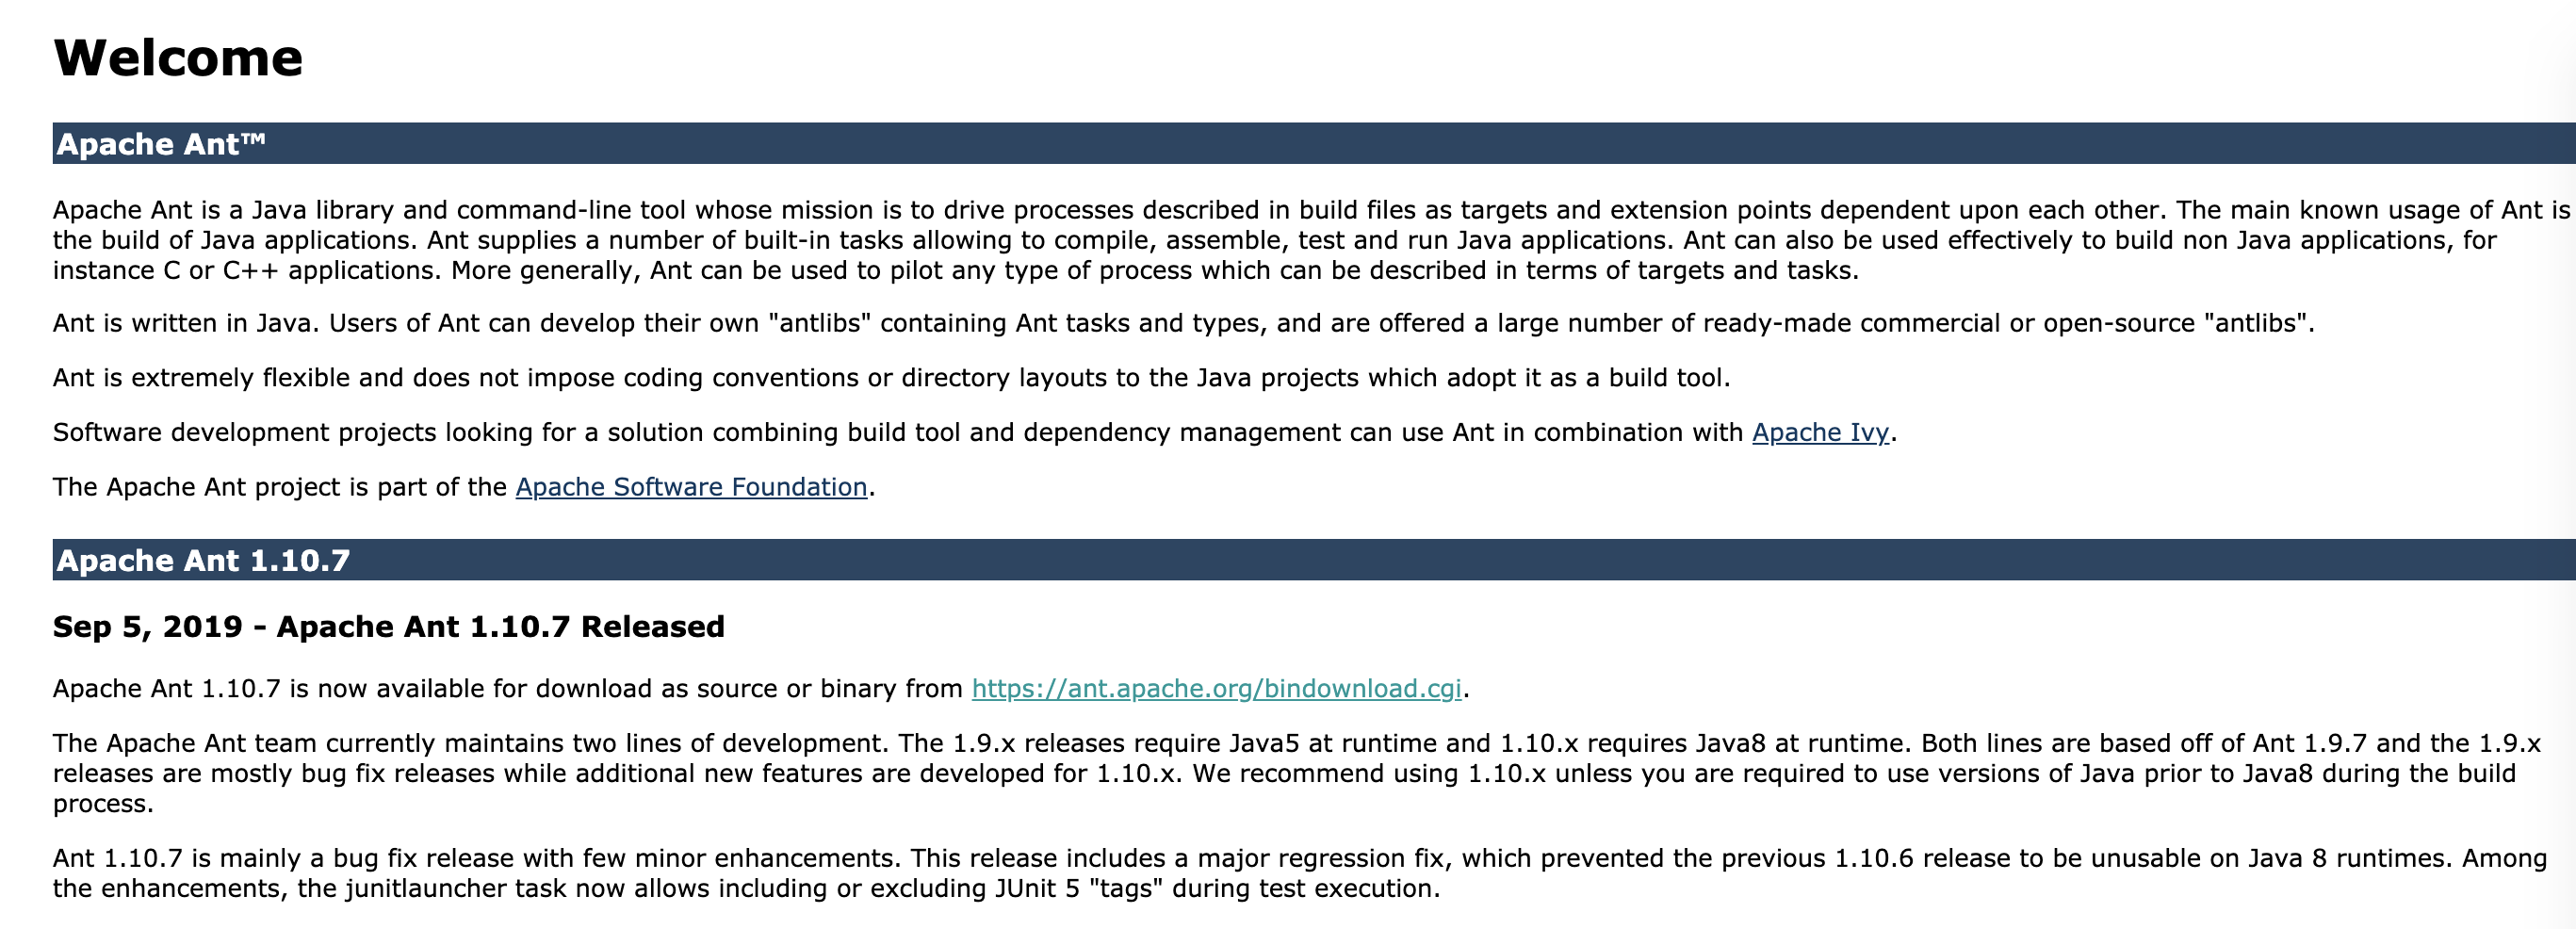 Welcome
Apache Ant™
Apache Ant is a Java library and command-line tool whose mission is to drive processes described in build files as targets and extension points dependent upon each other. The main known usage of Ant is
the build of Java applications. Ant supplies a number of built-in tasks allowing to compile, assemble, test and run Java applications. Ant can also be used effectively to build non Java applications, for
instance C or C++ applications. More generally, Ant can be used to pilot any type of process which can be described in terms of targets and tasks.
Ant is written in Java. Users of Ant can develop their own "antlibs" containing Ant tasks and types, and are offered a large number of ready-made commercial or open-source "antlibs".
Ant is extremely flexible and does not impose coding conventions or directory layouts to the Java projects which adopt it as a build tool.
Software development projects looking for a solution combining build tool and dependency management can use Ant in combination with Apache Ivy.
The Apache Ant project is part of the Apache Software Foundation.
Apache Ant 1.10.7
Sep 5, 2019 - Apache Ant 1.10.7 Released
Apache Ant 1.10.7 is now available for download as source or binary from https://ant.apache.org/bindownload.cgi.
The Apache Ant team currently maintains two lines of development. The 1.9.x releases require Java5 at runtime and 1.10.x requires Java8 at runtime. Both lines are based off of Ant 1.9.7 and the 1.9.x
releases are mostly bug fix releases while additional new features are developed for 1.10.x. We recommend using 1.10.x unless you are required to use versions of Java prior to Java8 during the build
process.
Ant 1.10.7 is mainly a bug fix release with few minor enhancements. This release includes a major regression fix, which prevented the previous 1.10.6 release to be unusable on Java 8 runtimes. Among
the enhancements, the junitlauncher task now allows including or excluding JUnit 5 "tags" during test execution.